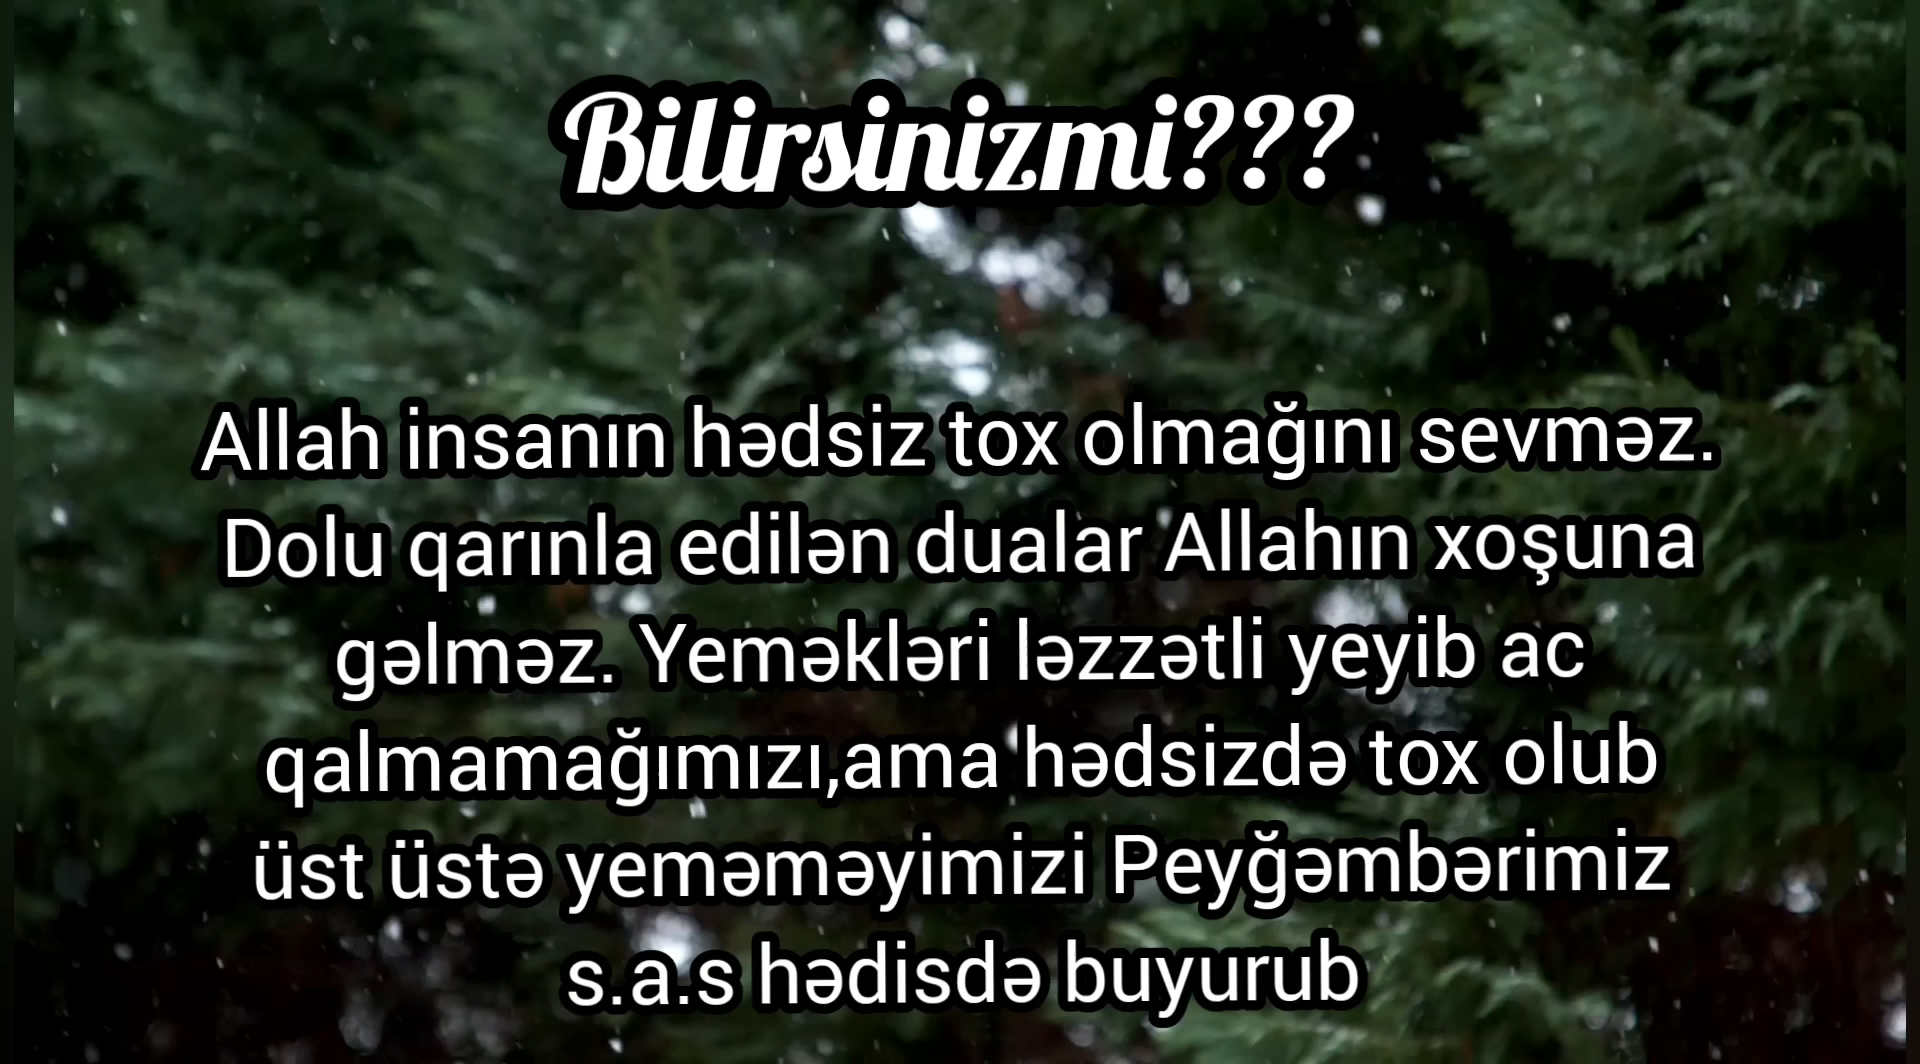 Bilirsinizmi???
Allah insanın hədsiz tox olmağını sevməz.
Dolu qarınla edilən dualar Allahın xoşuna
gəlməz. Yeməkləri ləzzətli yeyib ac
qalmamağımızı,ama hədsizdə tox olub
üst üstə yeməməyimizi Peyğəmbərimiz
s.a.s hədisdə buyurub